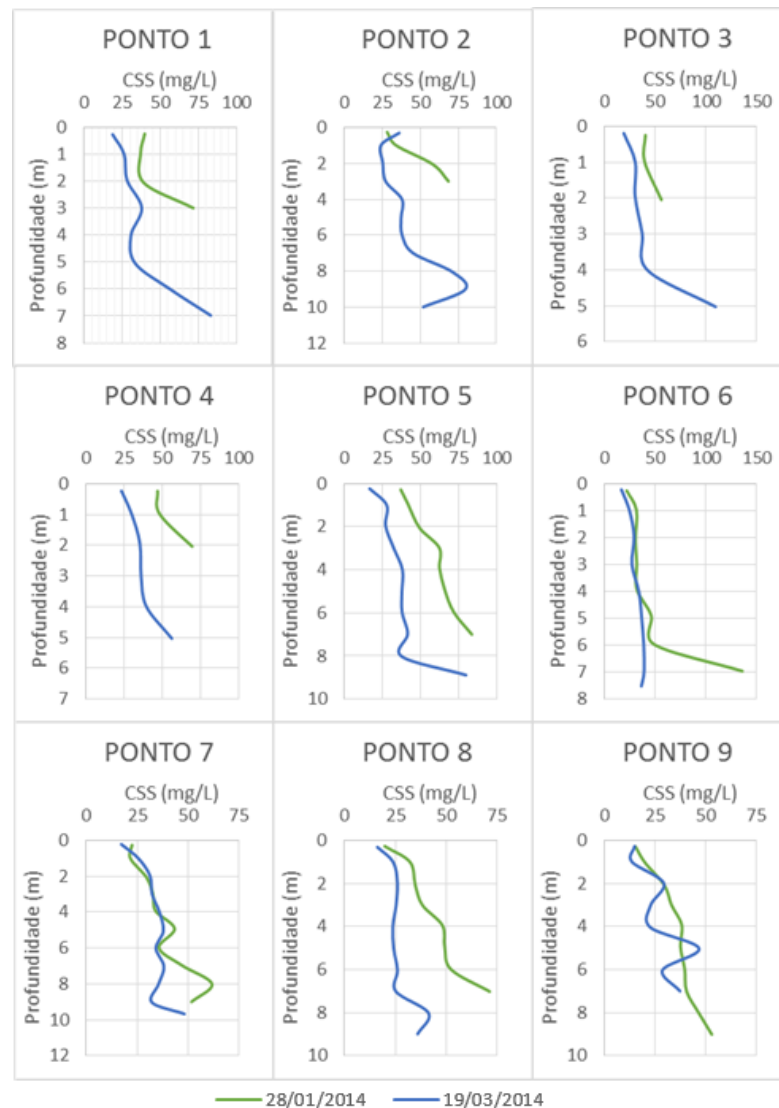 PONTO 1
CSS (mg/L)
0 25 50 75 100
Profundidade (m)
0
1
2
3
4
5
6
7
8
PONTO 2
CSS (mg/L)
0 25 50 75 100
Profundidade (m)
0
2
4
6
8
10
12
PONTO 3
CSS (mg/L)
0 50 100 150
Profundidade (m)
0
1
2
3
4
5
6
PONTO 4
CSS (mg/L)
0 25 50 75 100
Profundidade (m)
0
1
2
3
4
5
6
7
PONTO 5
CSS (mg/L)
0 25 50 75 100
Profundidade (m)
0
2
4
6
8
10
PONTO 6
CSS (mg/L)
0 50 100 150
Profundidade (m)
0
1
2
3
4
5
6
7
8
PONTO 7
CSS (mg/L)
0 25 50 75
Profundidade (m)
0
2
4
6
8
10
12
PONTO 8
CSS (mg/L)
0 25 50 75
Profundidade (m)
0
2
4
6
8
10
PONTO 9
CSS (mg/L)
0 25 50 75
Profundidade (m)
0
2
4
6
8
10
28/01/2014 19/03/2014